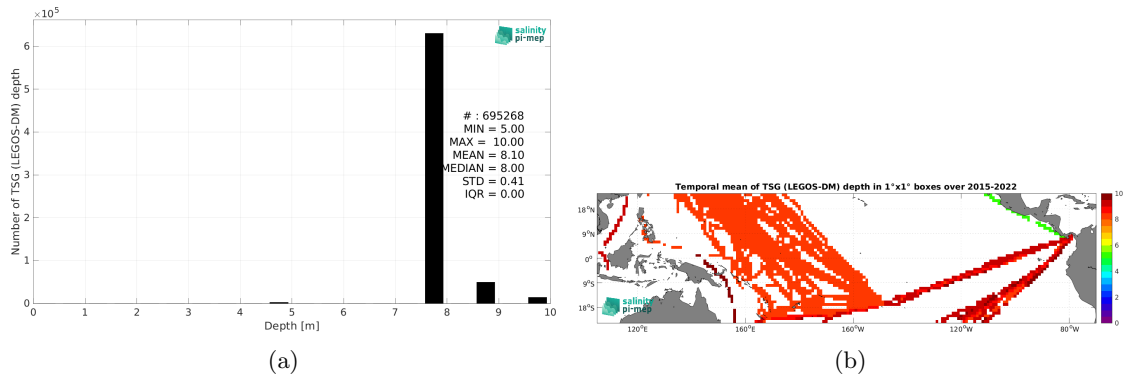 ×10⁵
6
5
4
3
2
1
0
Number of TSG (LEGOS-DM) depth
salinity
pi-mep
# : 695268
MIN = 5.00
MAX = 10.00
MEAN = 8.10
MEDIAN = 8.00
STD = 0.41
IQR = 0.00
0 1 2 3 4 5 6 7 8 9 10
Depth [m]
(a)
Temporal mean of TSG (LEGOS-DM) depth in 1°x1° boxes over 2015-2022
18°N
9°N
0°
9°S
18°S
salinity
pi-mep
120°E 160°E 160°W 120°W 80°W
10
8
6
4
2
0
(b)